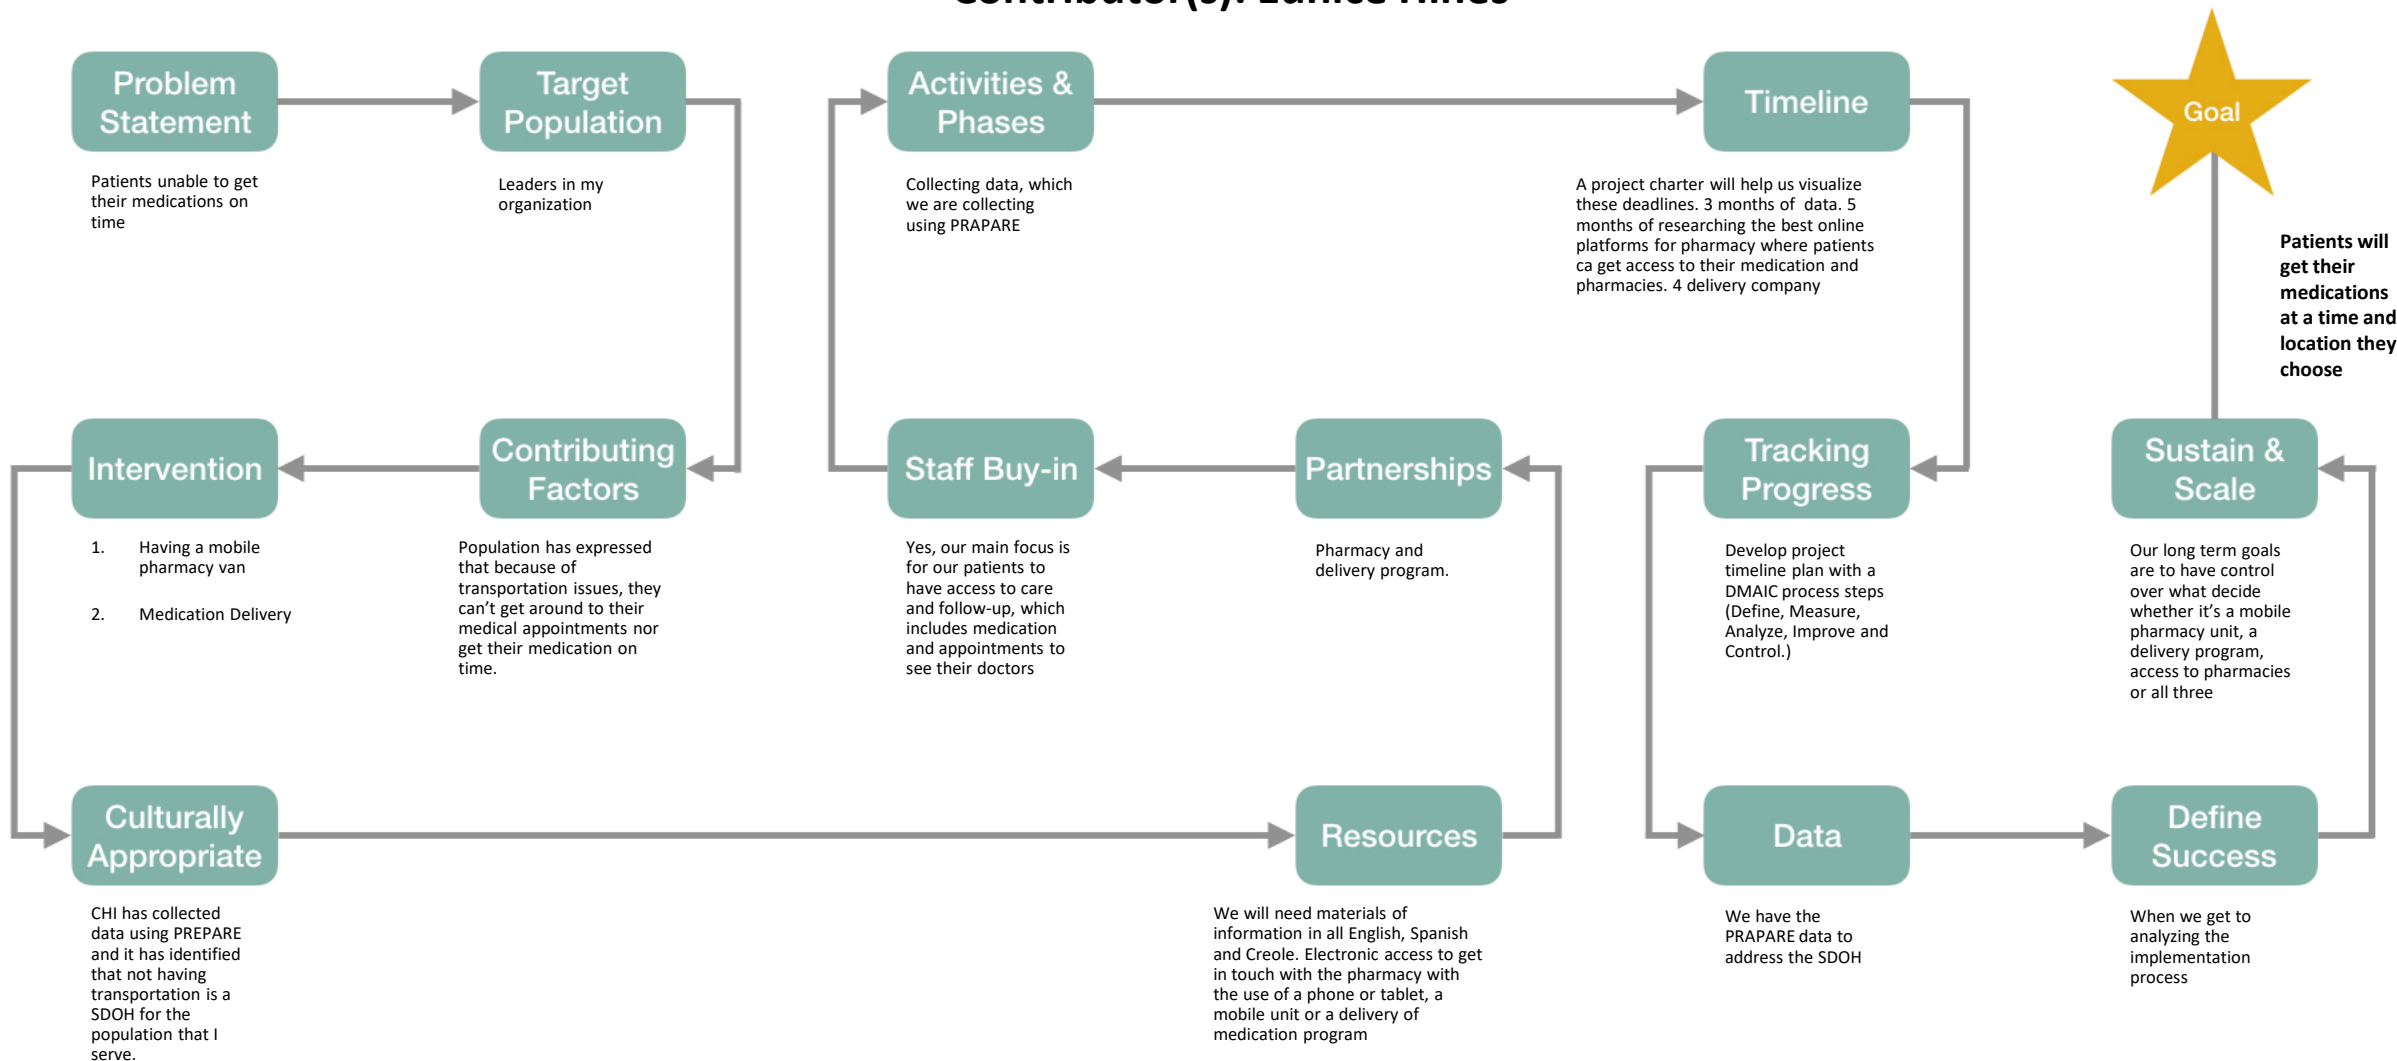 Contributor(s): Eunice Hines
Problem
Statement
Patients unable to get
their medications on
time
Target
Population
Leaders in my
organization
Contributing
Factors
Population has expressed
that because of
transportation issues, they
can’t get around to their
medical appointments nor
get their medication on
time.
Intervention
1. Having a mobile
pharmacy van
2. Medication Delivery
Culturally
Appropriate
CHI has collected
data using PREPARE
and it has identified
that not having
transportation is a
SDOH for the
population that I
serve.
Resources
We will need materials of
information in all English, Spanish
and Creole. Electronic access to get
in touch with the pharmacy with
the use of a phone or tablet, a
mobile unit or a delivery of
medication program
Partnerships
Pharmacy and
delivery program.
Staff Buy-in
Yes, our main focus is
for our patients to
have access to care
and follow-up, which
includes medication
and appointments to
see their doctors
Activities &
Phases
Collecting data, which
we are collecting
using PRAPARE
Timeline
A project charter will help us visualize
these deadlines. 3 months of data. 5
months of researching the best online
platforms for pharmacy where patients
ca get access to their medication and
pharmacies. 4 delivery company
Tracking
Progress
Develop project
timeline plan with a
DMAIC process steps
(Define, Measure,
Analyze, Improve and
Control.)
Data
We have the
PRAPARE data to
address the SDOH
Define
Success
When we get to
analyzing the
implementation
process
Sustain &
Scale
Our long term goals
are to have control
over what decide
whether it’s a mobile
pharmacy unit, a
delivery program,
access to pharmacies
or all three
Goal
Patients will
get their
medications
at a time and
location they
choose